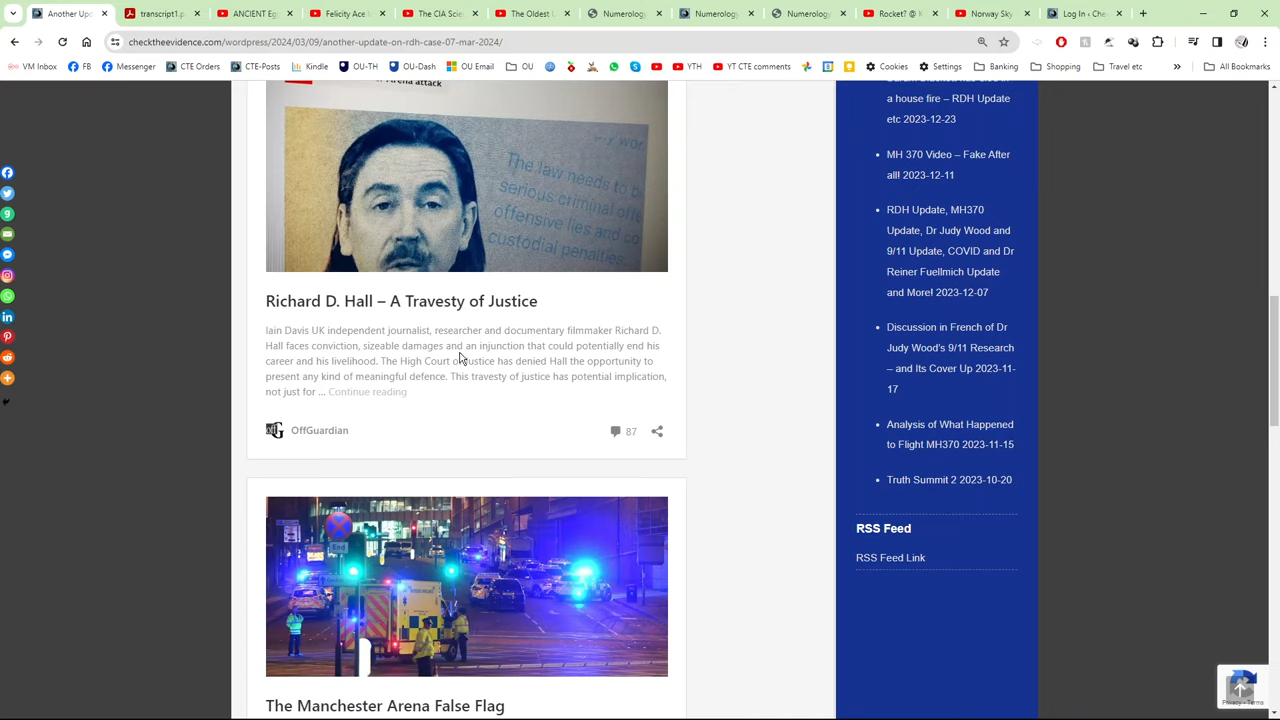 Another Up
transcript1.p
ANCIENT Eg
Felicity Ace
The CIA Scie
The Oldest U
Numerology
Numerology
Numerology
Rocket? @ K
Norway Sky
Log In ‹ Che
checktheevidence.com/wordpress/2024/03/09/another-update-on-rdh-case-07-mar-2024/
VM Inbox
FB
Messenger
CTE Orders
CTE-Posts
Kindle
OU-TH
OU-Dash
OU Email
OU
YTH
YT CTE comments
Cookies
Settings
Banking
Shopping
Travel etc
All Bookmarks
Arena attack
The law needs to b
serious criminal offe
offensive lies and co
custodial penalties
Richard D. Hall – A Travesty of Justice
Iain Davis UK independent journalist, researcher and documentary filmmaker Richard D.
Hall faces conviction, sizeable damages and an injunction that could potentially end his
career and his livelihood. The High Court of Justice has denied Hall the opportunity to
present any kind of meaningful defence. This travesty of justice has potential implication,
not just for ... Continue reading
OffGuardian
87
The Manchester Arena False Flag
a house fire – RDH Update
etc 2023-12-23
MH 370 Video – Fake After
all! 2023-12-11
RDH Update, MH370
Update, Dr Judy Wood and
9/11 Update, COVID and Dr
Reiner Fuellmich Update
and More! 2023-12-07
Discussion in French of Dr
Judy Wood's 9/11 Research
– and Its Cover Up 2023-11-
17
Analysis of What Happened
to Flight MH370 2023-11-15
Truth Summit 2 2023-10-20
RSS Feed
RSS Feed Link
Privacy - Terms